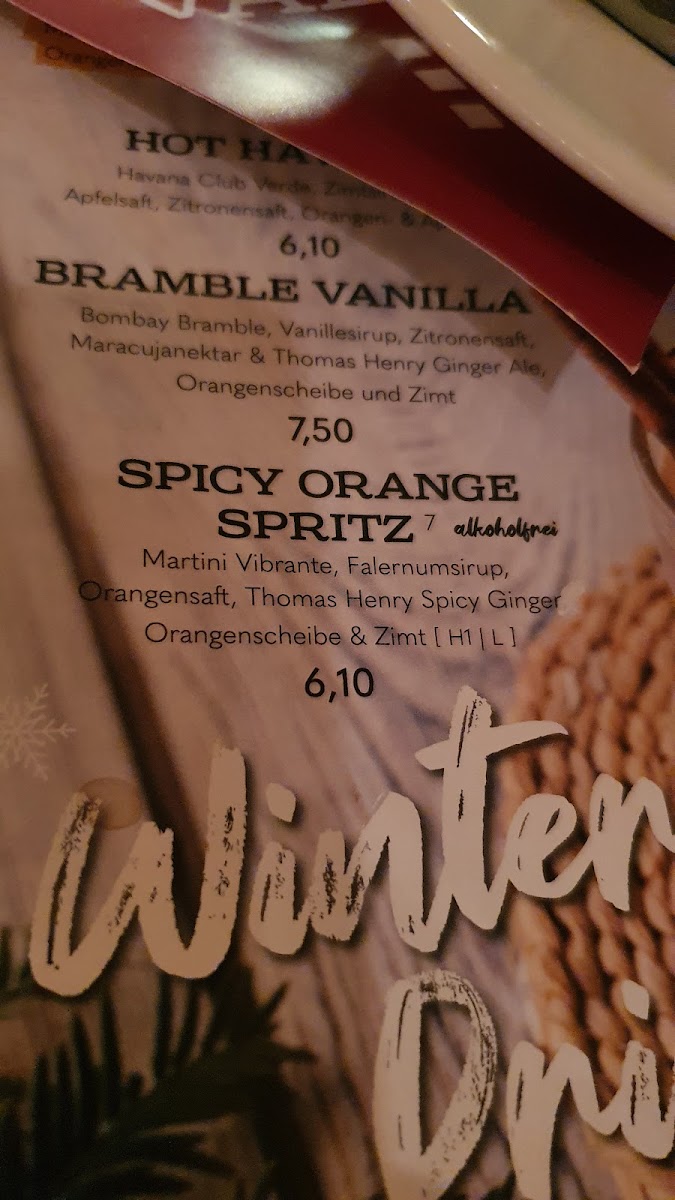 HOT
Havana Club Verde,
Apfelsaft, Zitronensaft, Orangen- &
6,10
BRAMBLE VANILLA
Bombay Bramble, Vanillesirup, Zitronensaft,
Maracujanektar & Thomas Henry Ginger Ale,
Orangenscheibe und Zimt
7,50
SPICY ORANGE
SPRITZ 7 alkoholfrei
Martini Vibrante, Falernumsirup,
Orangensaft, Thomas Henry Spicy Ginger
Orangenscheibe & Zimt [ H1 | L ]
6,10
Winter
Dri